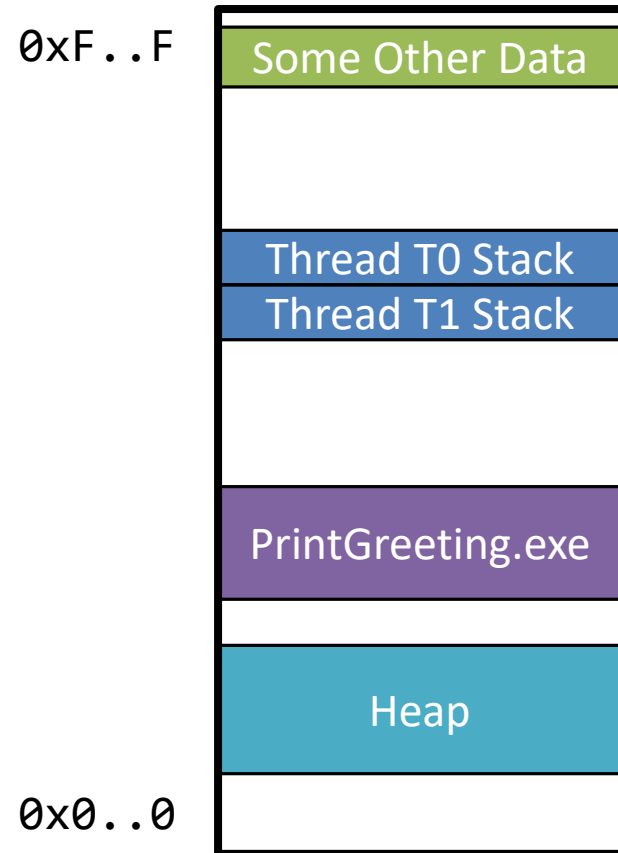 0xF..F
Some Other Data
Thread T0 Stack
Thread T1 Stack
PrintGreeting.exe
Heap
0x0..0